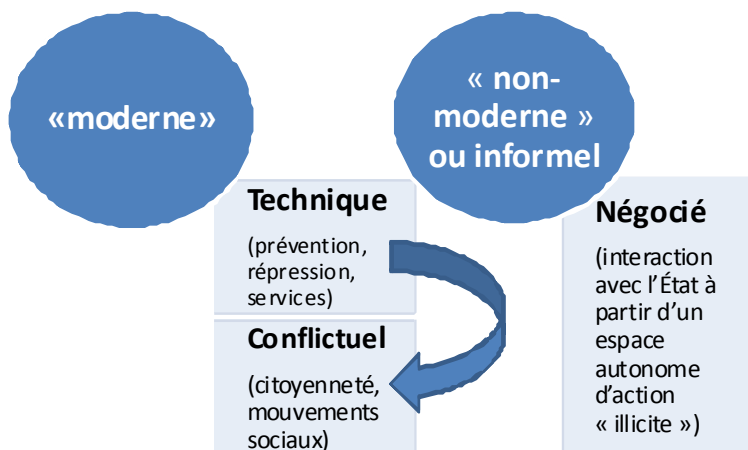 «moderne»
« non-
moderne »
ou informel
Technique
(prévention,
répression,
services)
Conflictuel
(citoyenneté,
mouvements
sociaux)
Négocié
(interaction
avec l’État à
partir d’un
espace
autonome
d’action
« illicite »)